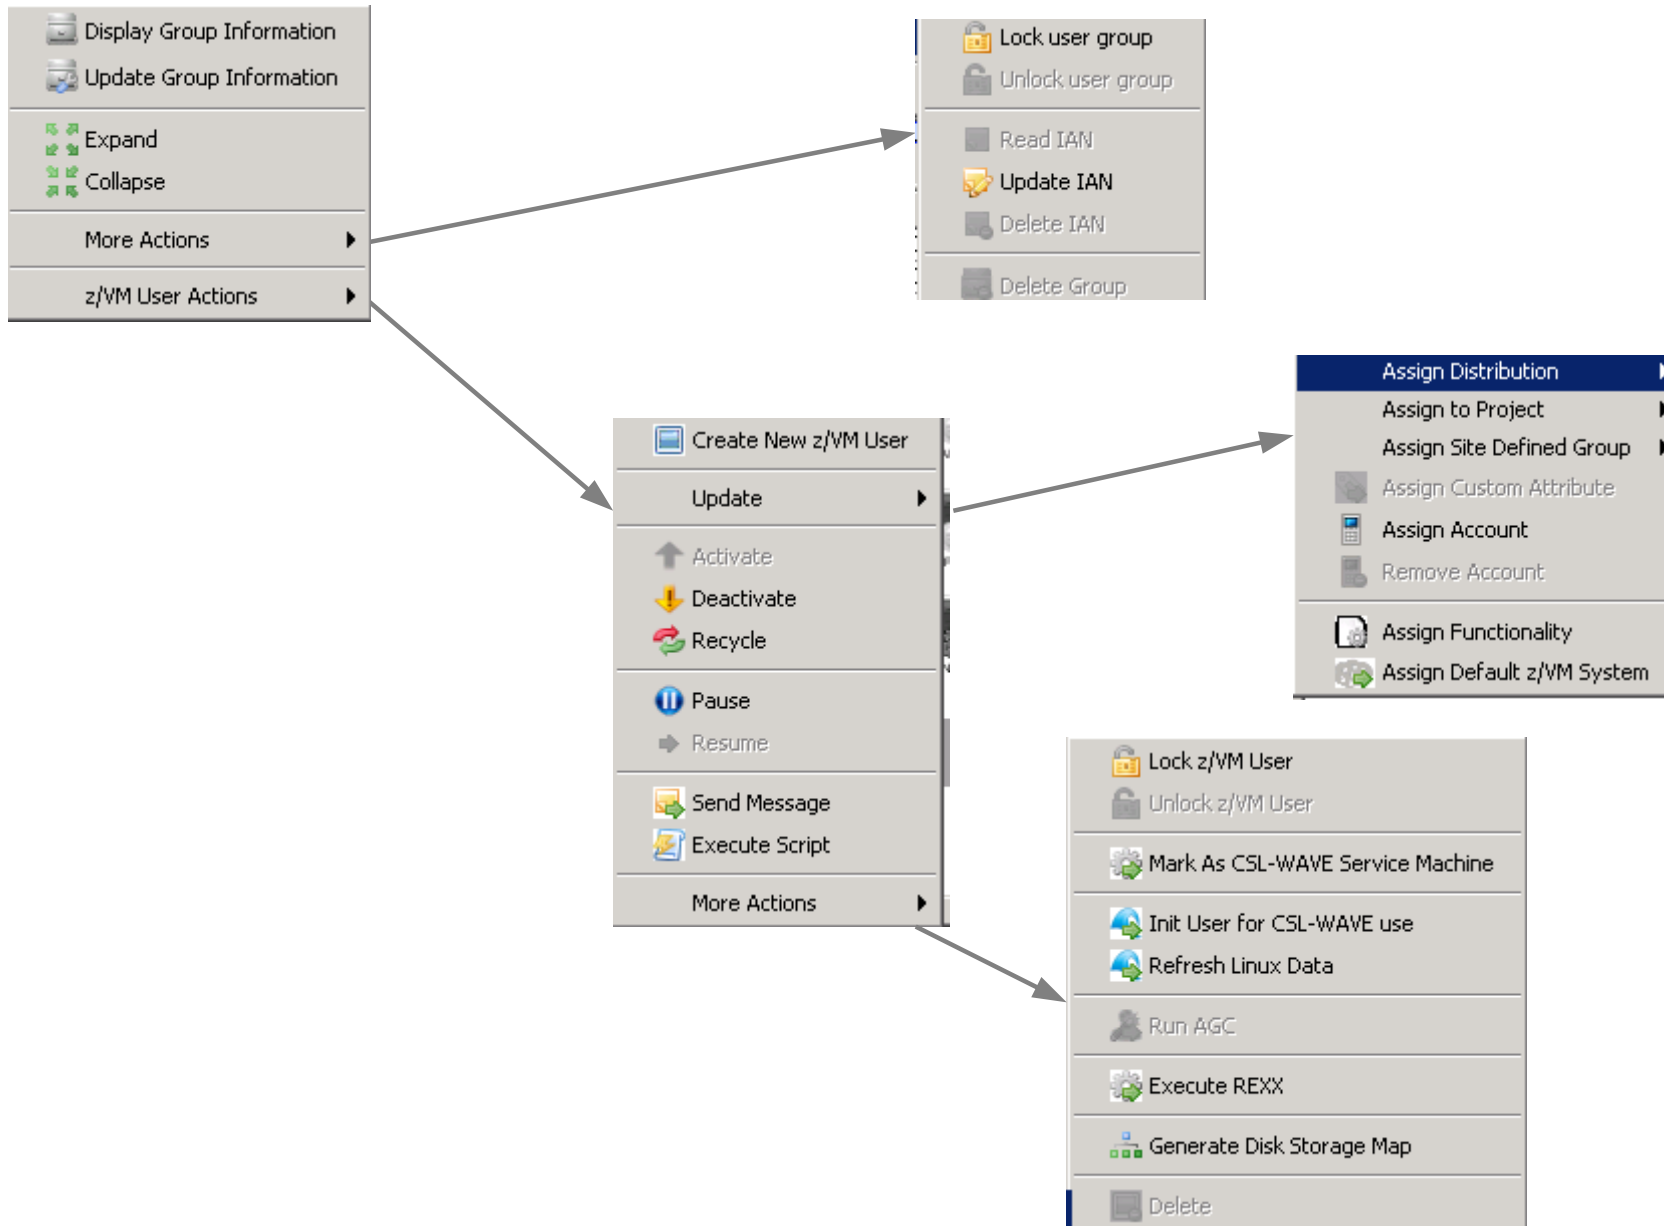 Display Group Information
Update Group Information
Expand
Collapse
More Actions
z/VM User Actions
Lock user group
Unlock user group
Read IAN
Update IAN
Delete IAN
Delete Group
Create New z/VM User
Update
Activate
Deactivate
Recycle
Pause
Resume
Send Message
Execute Script
More Actions
Assign Distribution
Assign to Project
Assign Site Defined Group
Assign Custom Attribute
Assign Account
Remove Account
Assign Functionality
Assign Default z/VM System
Lock z/VM User
Unlock z/VM User
Mark As CSL-WAVE Service Machine
Init User for CSL-WAVE use
Refresh Linux Data
Run AGC
Execute REXX
Generate Disk Storage Map
Delete